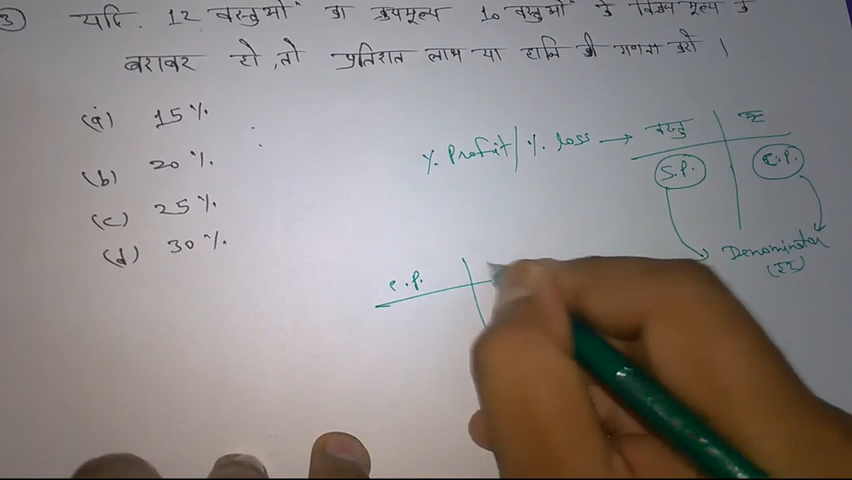 3 यदि 12 वस्तुओं का क्रयमूल्य 10 वस्तुओं के विक्रय मूल्य के
बराबर हो, तो प्रतिशत लाभ या हानि की गणना करो ।
(a) 15%
(b) 20%
(c) 25%
(d) 30%
% Profit / % loss → वस्तु ₹
S.P. C.P.
Denominator
(हर)
C.P.